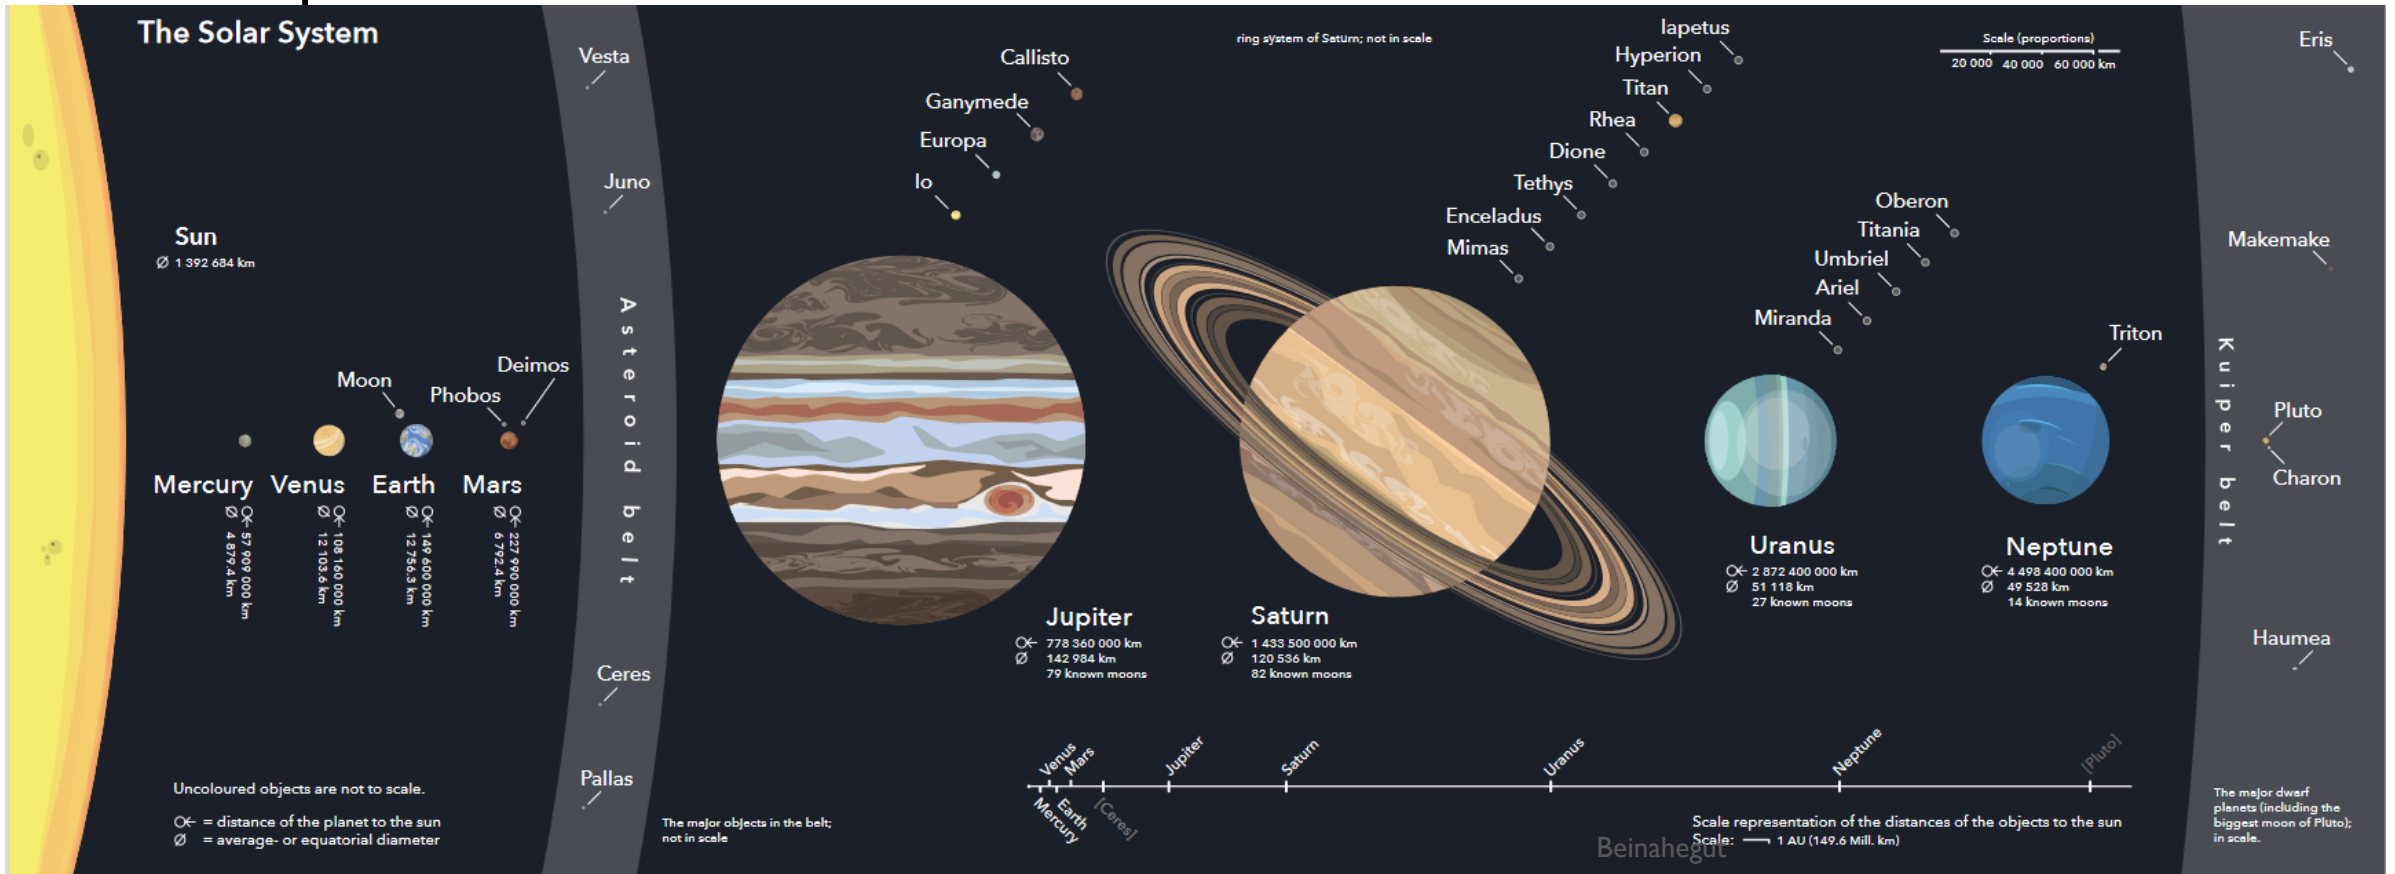 The Solar System
Sun
Ø 1 392 684 km
Moon
Phobos
Deimos
Mercury
57 909 000 km
Ø 4 879.4 km
Venus
108 160 000 km
Ø 12 103.6 km
Earth
149 600 000 km
Ø 12 756.3 km
Mars
227 990 000 km
Ø 6 792.4 km
Uncoloured objects are not to scale.
= distance of the planet to the sun
Ø = average- or equatorial diameter
Vesta
Juno
Asteroid belt
Ceres
Pallas
The major objects in the belt;
not in scale
Callisto
Ganymede
Europa
Io
Jupiter
778 360 000 km
Ø 142 984 km
79 known moons
ring system of Saturn; not in scale
Iapetus
Hyperion
Titan
Rhea
Dione
Tethys
Enceladus
Mimas
Saturn
1 433 500 000 km
Ø 120 536 km
82 known moons
Scale (proportions)
20 000 40 000 60 000 km
Oberon
Titania
Umbriel
Ariel
Miranda
Uranus
2 872 400 000 km
Ø 51 118 km
27 known moons
Triton
Neptune
4 498 400 000 km
Ø 49 528 km
14 known moons
Kuiper belt
Eris
Makemake
Pluto
Charon
Haumea
The major dwarf
planets (including the
biggest moon of Pluto);
in scale.
Mercury
Venus
Earth
Mars
[Ceres]
Jupiter
Saturn
Uranus
Neptune
[Pluto]
Scale representation of the distances of the objects to the sun
Scale: 1 AU (149.6 Mill. km)
Beinahegut